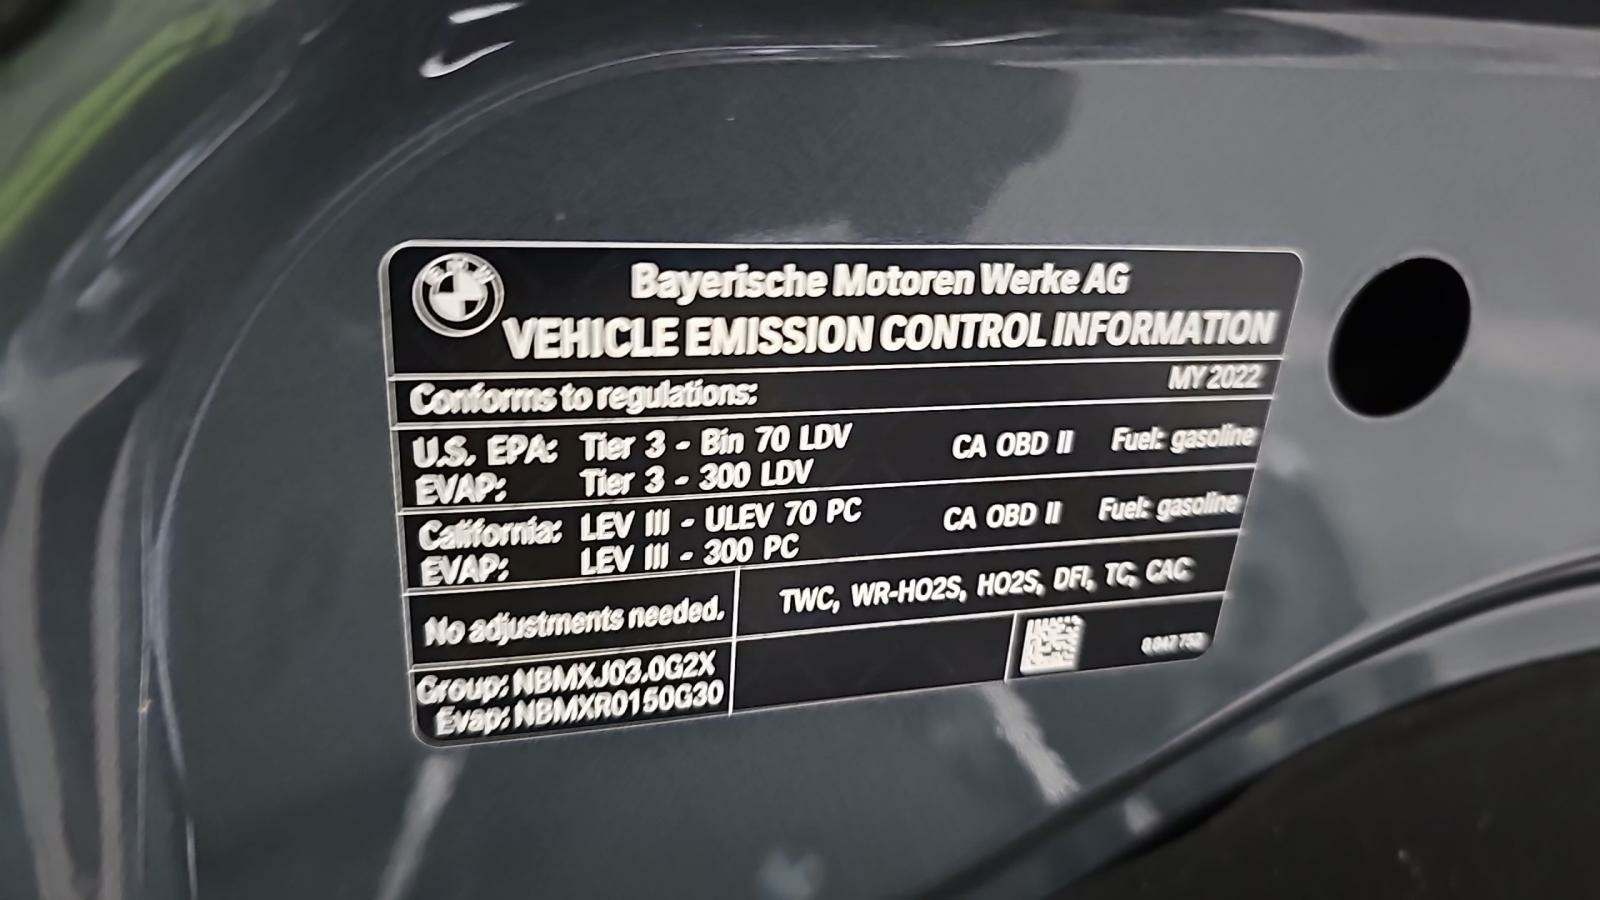 BMW
Bayerische Motoren Werke AG
VEHICLE EMISSION CONTROL INFORMATION
Conforms to regulations: MY 2022
U.S. EPA: Tier 3 - Bin 70 LDV CA OBD II Fuel: gasoline
EVAP: Tier 3 - 300 LDV
California: LEV III - ULEV 70 PC CA OBD II Fuel: gasoline
EVAP: LEV III - 300 PC
No adjustments needed. TWC, WR-HO2S, HO2S, DFI, TC, CAC
Group: NBMXJ03.0G2X
Evap: NBMXR0150G30